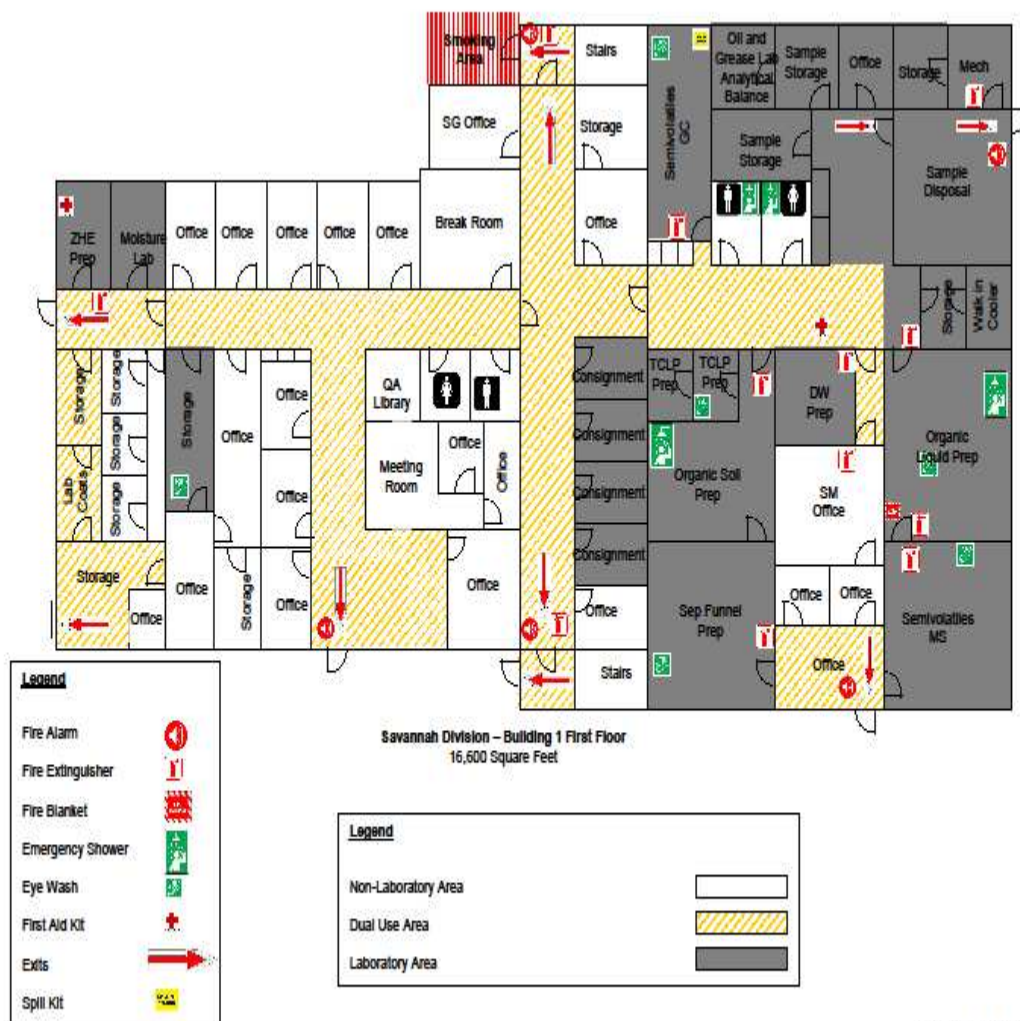 Smoking
Area
Stairs
Oil and
Grease Lab
Analytical
Balance
Sample
Storage
Office
Storage
Mech
SG Office
Storage
Semivolatiles
GC
Sample
Storage
Sample
Disposal
ZHE
Prep
Moisture
Lab
Office
Office
Office
Office
Office
Break Room
Office
Storage
Walk in
Cooler
Storage
Storage
Storage
Office
Office
QA
Library
Consignment
TCLP
Prep
TCLP
Prep
DW
Prep
Lab
Coats
Storage
Storage
Office
Meeting
Room
Office
Office
Consignment
Consignment
Organic Soil
Prep
SM
Office
Organic
Liquid Prep
Storage
Office
Office
Storage
Office
Office
Consignment
Office
Sep Funnel
Prep
Office
Office
Semivolatiles
MS
Stairs
Office
Savannah Division – Building 1 First Floor
16,600 Square Feet
Legend
Fire Alarm
Fire Extinguisher
Fire Blanket
Emergency Shower
Eye Wash
First Aid Kit
Exits
Spill Kit
Legend
Non-Laboratory Area
Dual Use Area
Laboratory Area